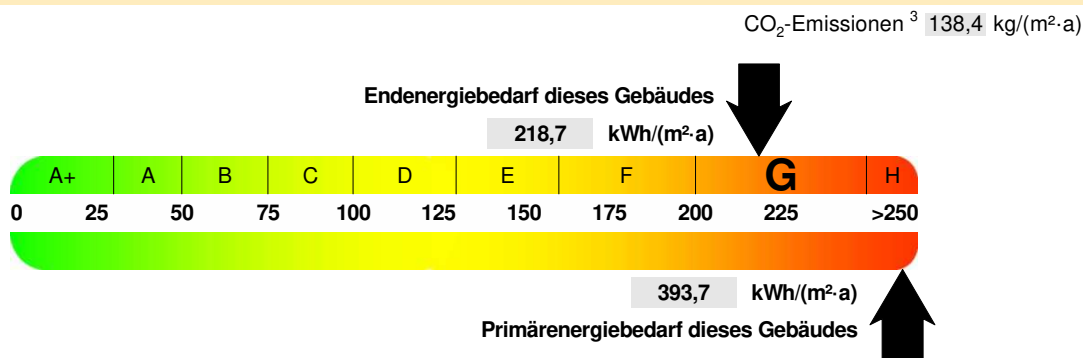 CO₂-Emissionen ³ 138,4 kg/(m²·a)
Endenergiebedarf dieses Gebäudes
218,7 kWh/(m²·a)
A+ A B C D E F G H
0 25 50 75 100 125 150 175 200 225 >250
393,7 kWh/(m²·a)
Primärenergiebedarf dieses Gebäudes